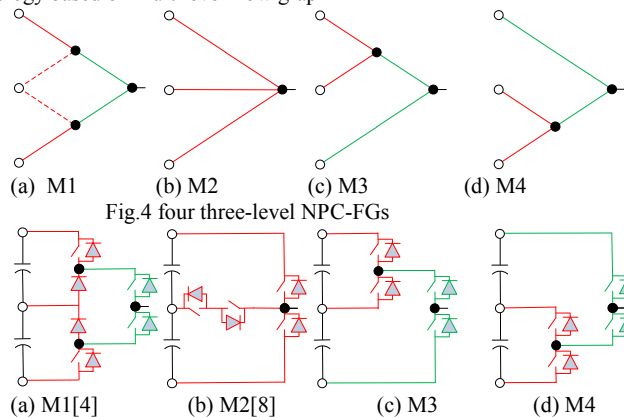 (a) M1 (b) M2 (c) M3 (d) M4
Fig.4 four three-level NPC-FGs
(a) M1[4] (b) M2[8] (c) M3 (d) M4